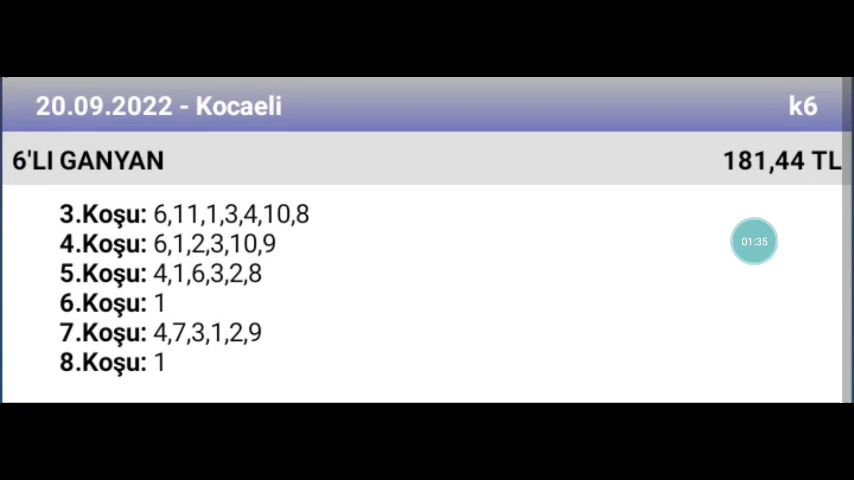 20.09.2022 - Kocaeli k6
6'LI GANYAN 181,44 TL
3.Koşu: 6,11,1,3,4,10,8
4.Koşu: 6,1,2,3,10,9
01:35
5.Koşu: 4,1,6,3,2,8
6.Koşu: 1
7.Koşu: 4,7,3,1,2,9
8.Koşu: 1